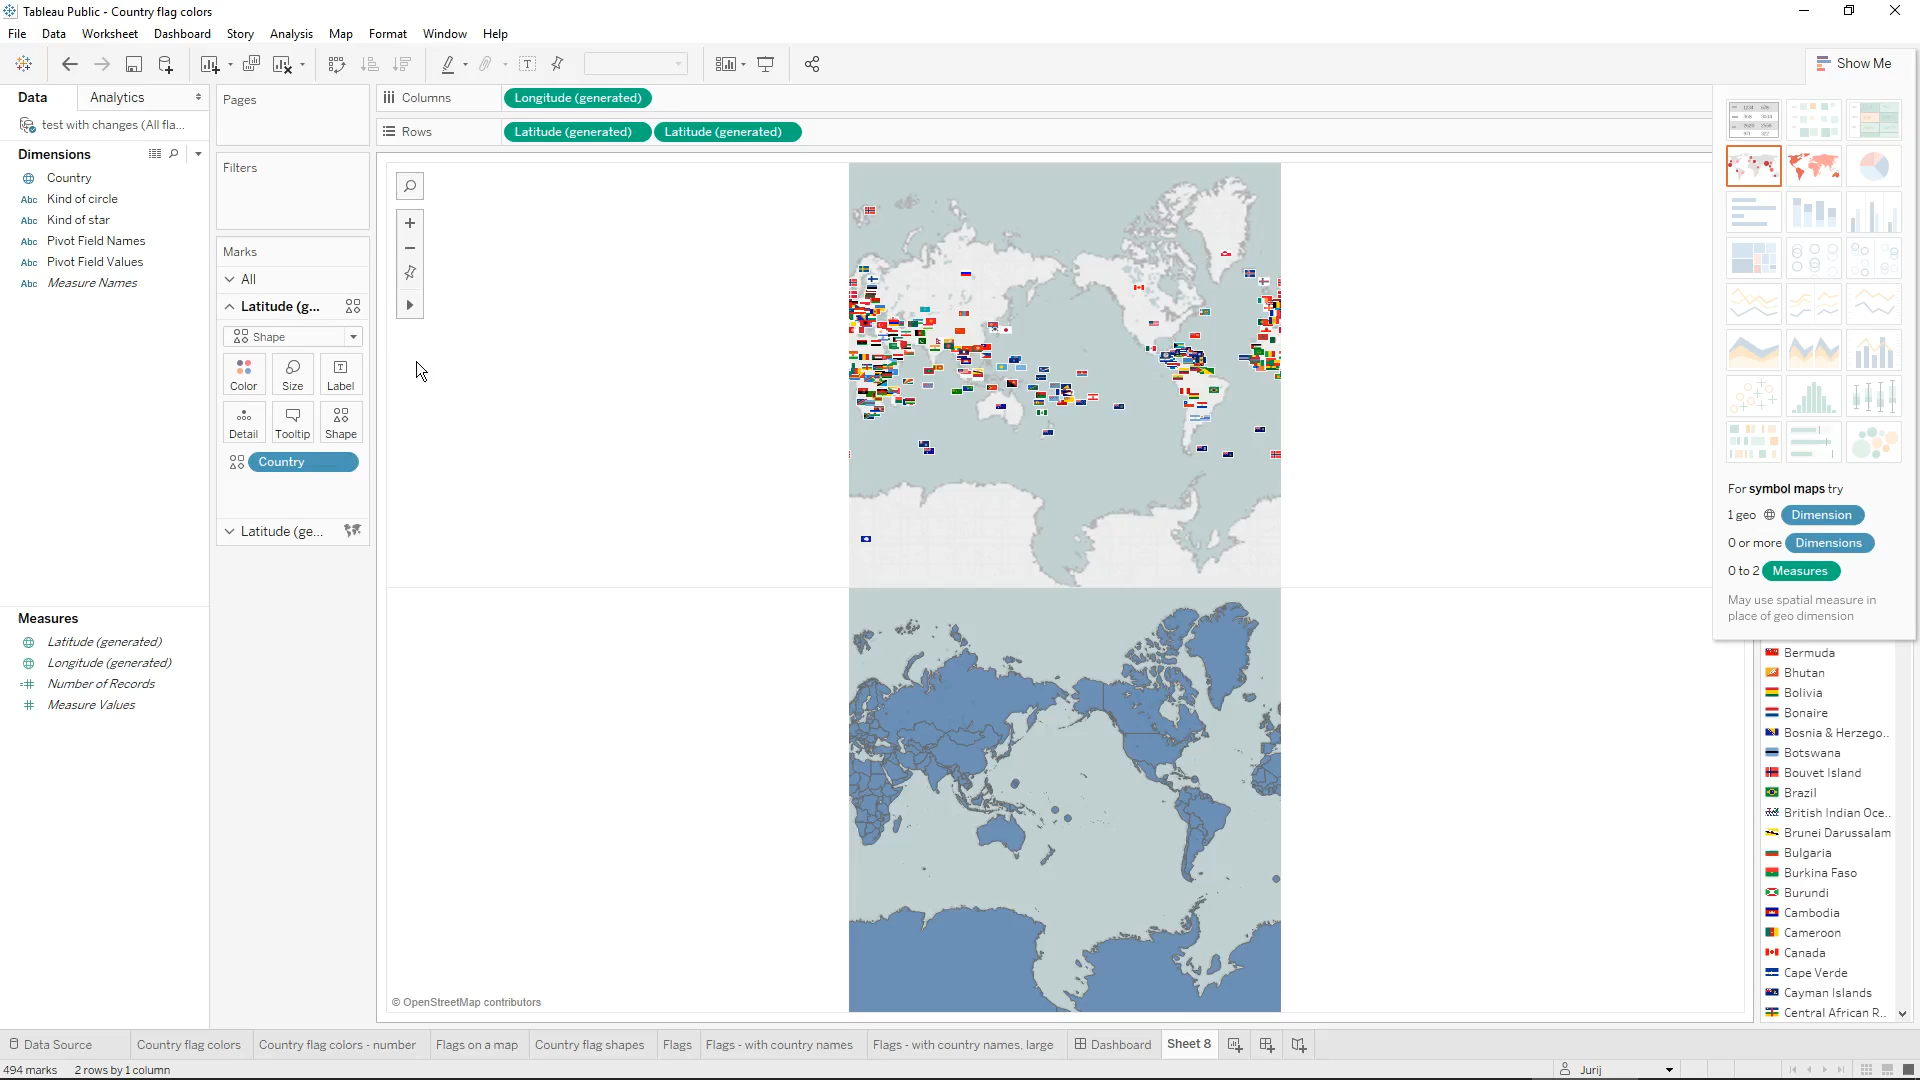 Tableau Public - Country flag colors
File Data Worksheet Dashboard Story Analysis Map Format Window Help
Show Me
Data Analytics
Pages
Columns Longitude (generated)
test with changes (All fla...
Rows Latitude (generated) Latitude (generated)
Dimensions
Filters
Country
Abc Kind of circle
Abc Kind of star
Abc Pivot Field Names
Abc Pivot Field Values
Abc Measure Names
Marks
All
Latitude (g...
Shape
Color Size Label
Detail Tooltip Shape
Country
Latitude (ge...
For symbol maps try
1 geo Dimension
0 or more Dimensions
0 to 2 Measures
May use spatial measure in
place of geo dimension
Measures
Latitude (generated)
Longitude (generated)
Number of Records
Measure Values
Bermuda
Bhutan
Bolivia
Bonaire
Bosnia & Herzego..
Botswana
Bouvet Island
Brazil
British Indian Oce..
Brunei Darussalam
Bulgaria
Burkina Faso
Burundi
Cambodia
Cameroon
Canada
Cape Verde
Cayman Islands
Central African R..
© OpenStreetMap contributors
Data Source Country flag colors Country flag colors - number Flags on a map Country flag shapes Flags Flags - with country names Flags - with country names, large Dashboard Sheet 8
494 marks 2 rows by 1 column Jurij